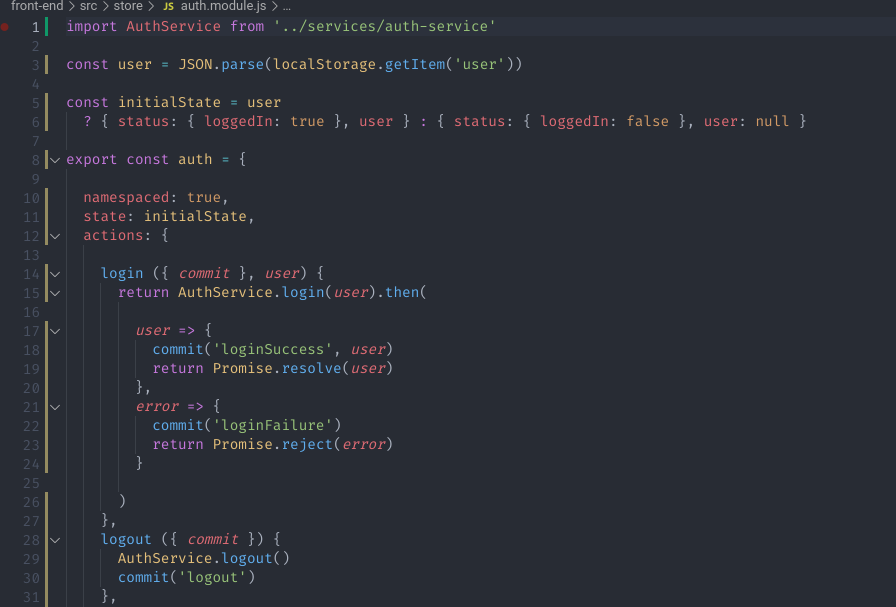 front-end > src > store > JS auth.module.js > ...
1 import AuthService from '../services/auth-service'
2
3 const user = JSON.parse(localStorage.getItem('user'))
4
5 const initialState = user
6   ? { status: { loggedIn: true }, user } : { status: { loggedIn: false }, user: null }
7
8 export const auth = {
9
10   namespaced: true,
11   state: initialState,
12   actions: {
13
14     login ({ commit }, user) {
15       return AuthService.login(user).then(
16
17         user => {
18           commit('loginSuccess', user)
19           return Promise.resolve(user)
20         },
21         error => {
22           commit('loginFailure')
23           return Promise.reject(error)
24         }
25
26       )
27     },
28     logout ({ commit }) {
29       AuthService.logout()
30       commit('logout')
31     },